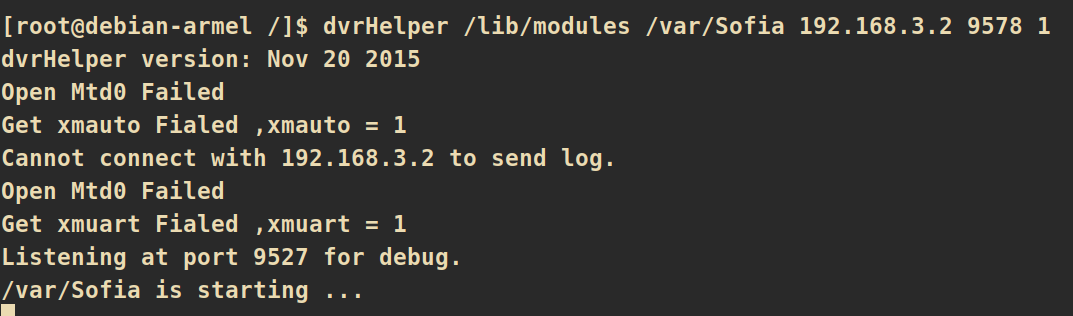 [root@debian-armel /]$ dvrHelper /lib/modules /var/Sofia 192.168.3.2 9578 1
dvrHelper version: Nov 20 2015
Open Mtd0 Failed
Get xmauto Fialed ,xmauto = 1
Cannot connect with 192.168.3.2 to send log.
Open Mtd0 Failed
Get xmuart Fialed ,xmuart = 1
Listening at port 9527 for debug.
/var/Sofia is starting ...